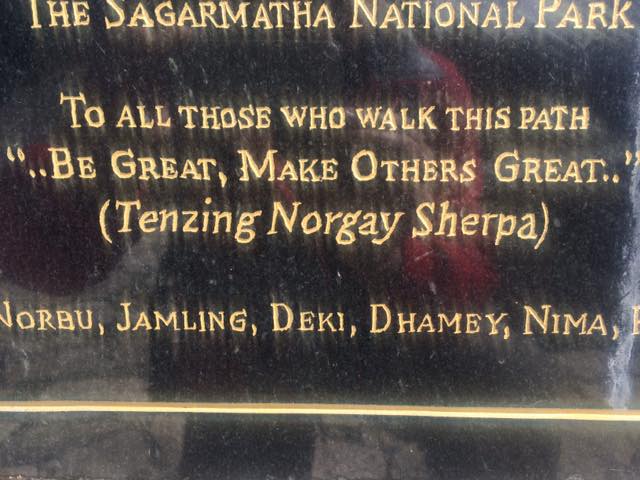 THE SAGARMATHA NATIONAL PARK
TO ALL THOSE WHO WALK THIS PATH
“..BE GREAT, MAKE OTHERS GREAT..”
(Tenzing Norgay Sherpa)
NORBU, JAMLING, DEKI, DHAMEY, NIMA,